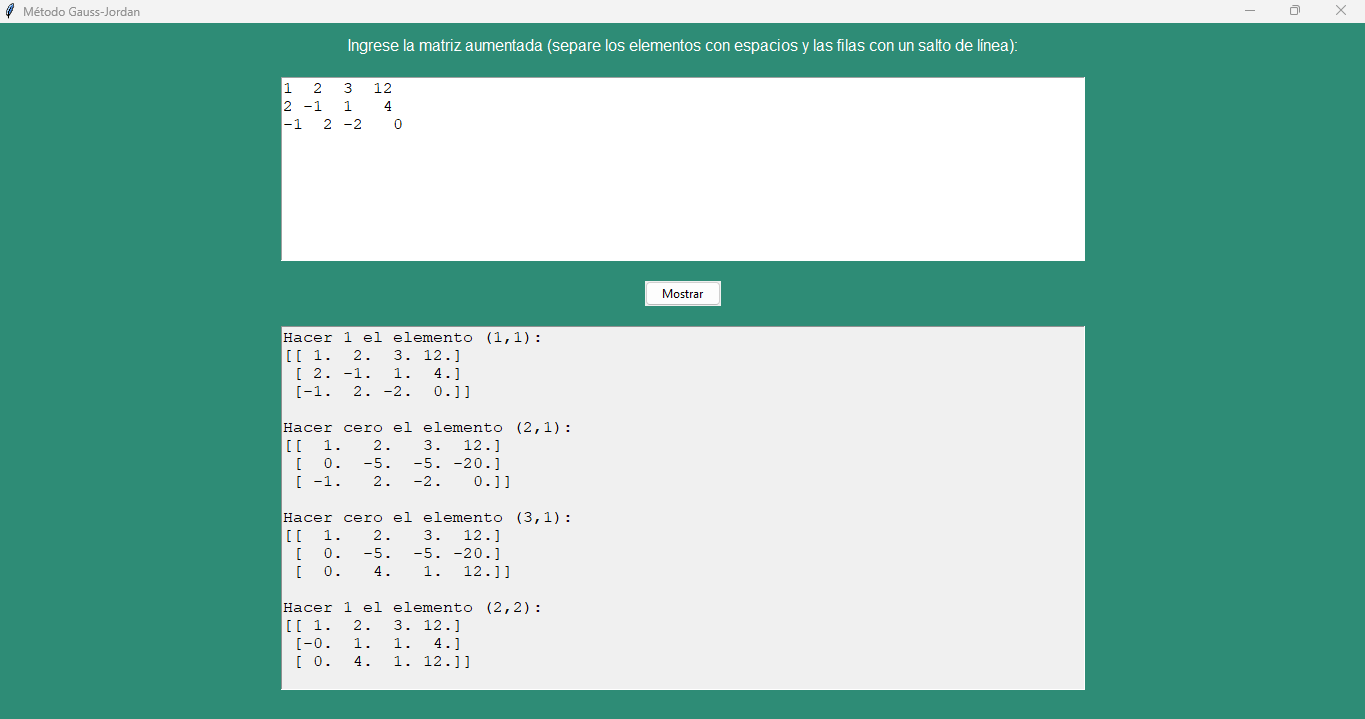 Método Gauss-Jordan
Ingrese la matriz aumentada (separe los elementos con espacios y las filas con un salto de línea):
1  2  3  12
2 -1  1   4
-1  2 -2   0
Mostrar
Hacer 1 el elemento (1,1):
[[ 1.  2.  3. 12.]
 [ 2. -1.  1.  4.]
 [-1.  2. -2.  0.]]
Hacer cero el elemento (2,1):
[[  1.   2.   3.  12.]
 [  0.  -5.  -5. -20.]
 [ -1.   2.  -2.   0.]]
Hacer cero el elemento (3,1):
[[  1.   2.   3.  12.]
 [  0.  -5.  -5. -20.]
 [  0.   4.   1.  12.]]
Hacer 1 el elemento (2,2):
[[ 1.  2.  3. 12.]
 [-0.  1.  1.  4.]
 [ 0.  4.  1. 12.]]